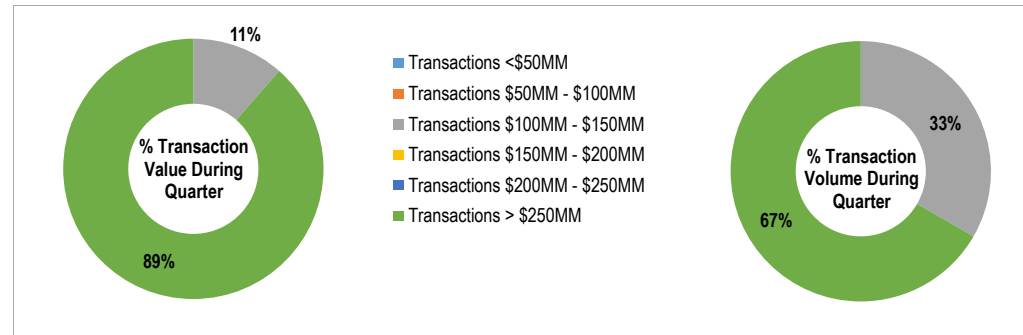 11%
% Transaction
Value During
Quarter
89%
Transactions <$50MM
Transactions $50MM - $100MM
Transactions $100MM - $150MM
Transactions $150MM - $200MM
Transactions $200MM - $250MM
Transactions > $250MM
33%
% Transaction
Volume During
Quarter
67%